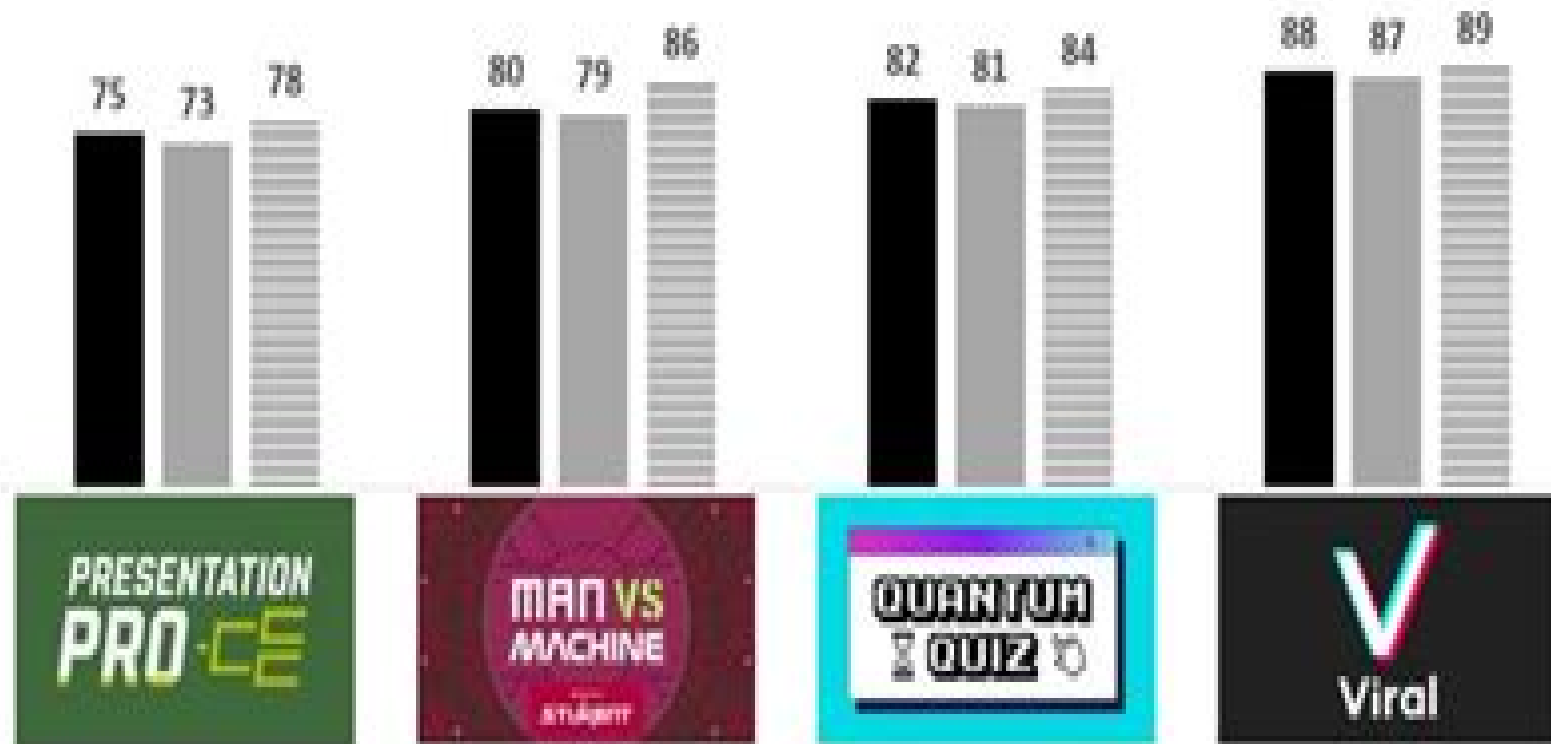 75 73 78
80 79 86
82 81 84
88 87 89
PRESENTATION
PRO-CE
MAN VS
MACHINE
QUANTUM
QUIZ
Viral